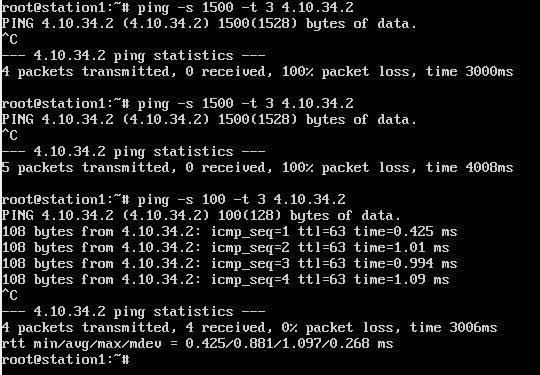 root@station1:~# ping -s 1500 -t 3 4.10.34.2
PING 4.10.34.2 (4.10.34.2) 1500(1528) bytes of data.
^C
--- 4.10.34.2 ping statistics ---
4 packets transmitted, 0 received, 100% packet loss, time 3000ms
root@station1:~# ping -s 1500 -t 3 4.10.34.2
PING 4.10.34.2 (4.10.34.2) 1500(1528) bytes of data.
^C
--- 4.10.34.2 ping statistics ---
5 packets transmitted, 0 received, 100% packet loss, time 4008ms
root@station1:~# ping -s 100 -t 3 4.10.34.2
PING 4.10.34.2 (4.10.34.2) 100(128) bytes of data.
108 bytes from 4.10.34.2: icmp_seq=1 ttl=63 time=0.425 ms
108 bytes from 4.10.34.2: icmp_seq=2 ttl=63 time=1.01 ms
108 bytes from 4.10.34.2: icmp_seq=3 ttl=63 time=0.994 ms
108 bytes from 4.10.34.2: icmp_seq=4 ttl=63 time=1.09 ms
^C
--- 4.10.34.2 ping statistics ---
4 packets transmitted, 4 received, 0% packet loss, time 3006ms
rtt min/avg/max/mdev = 0.425/0.881/1.097/0.268 ms
root@station1:~#